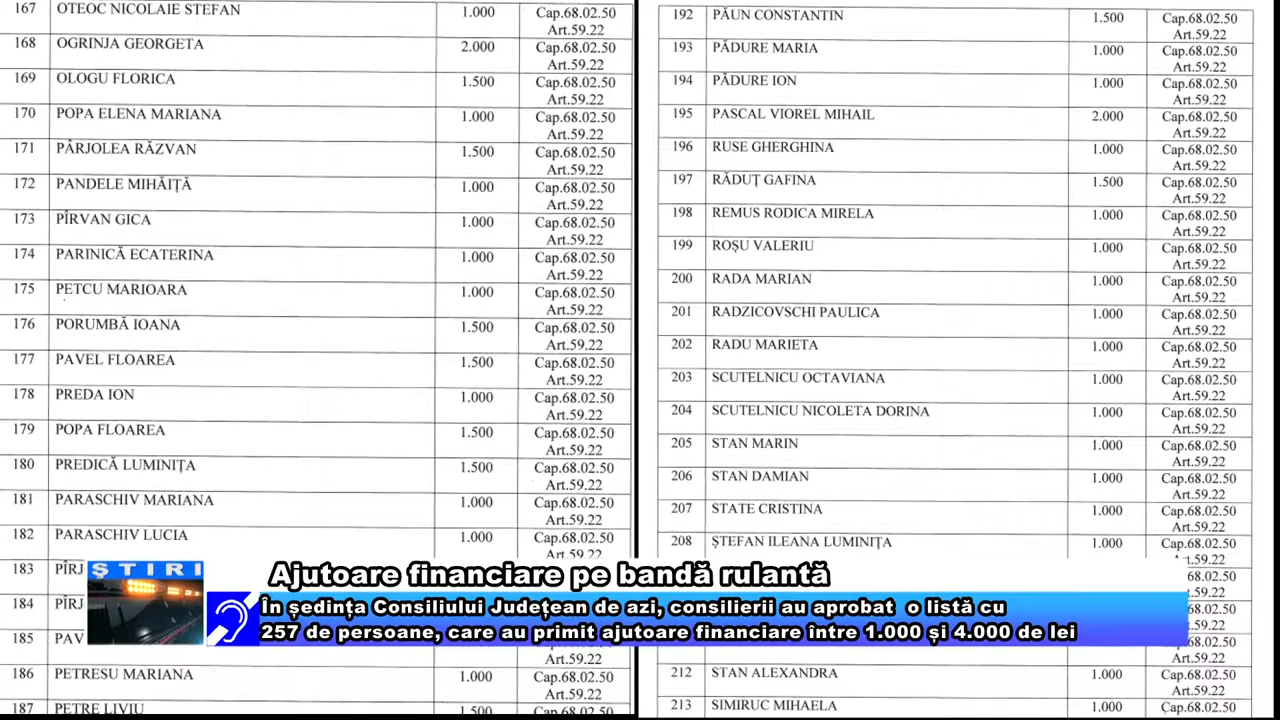 167 OTEOC NICOLAIE STEFAN 1.000 Cap.68.02.50
Art.59.22
168 OGRINJA GEORGETA 2.000 Cap.68.02.50
Art.59.22
169 OLOGU FLORICA 1.500 Cap.68.02.50
Art.59.22
170 POPA ELENA MARIANA 1.000 Cap.68.02.50
Art.59.22
171 PÂRJOLEA RĂZVAN 1.500 Cap.68.02.50
Art.59.22
172 PANDELE MIHĂIȚĂ 1.000 Cap.68.02.50
Art.59.22
173 PÎRVAN GICA 1.000 Cap.68.02.50
Art.59.22
174 PARINICĂ ECATERINA 1.000 Cap.68.02.50
Art.59.22
175 PETCU MARIOARA 1.000 Cap.68.02.50
Art.59.22
176 PORUMBĂ IOANA 1.500 Cap.68.02.50
Art.59.22
177 PAVEL FLOAREA 1.500 Cap.68.02.50
Art.59.22
178 PREDA ION 1.000 Cap.68.02.50
Art.59.22
179 POPA FLOAREA 1.500 Cap.68.02.50
Art.59.22
180 PREDICĂ LUMINIȚA 1.500 Cap.68.02.50
Art.59.22
181 PARASCHIV MARIANA 1.000 Cap.68.02.50
Art.59.22
182 PARASCHIV LUCIA 1.000 Cap.68.02.50
183 PÎRJ
184 PÎRJ
185 PAV
Art.59.22
186 PETRESU MARIANA 1.000 Cap.68.02.50
Art.59.22
187 PETRE LIVIU 1.500 Cap.68.02.50
192 PĂUN CONSTANTIN 1.500 Cap.68.02.50
Art.59.22
193 PĂDURE MARIA 1.000 Cap.68.02.50
Art.59.22
194 PĂDURE ION 1.000 Cap.68.02.50
Art.59.22
195 PASCAL VIOREL MIHAIL 2.000 Cap.68.02.50
Art.59.22
196 RUSE GHERGHINA 1.000 Cap.68.02.50
Art.59.22
197 RĂDUȚ GAFINA 1.500 Cap.68.02.50
Art.59.22
198 REMUS RODICA MIRELA 1.000 Cap.68.02.50
Art.59.22
199 ROȘU VALERIU 1.000 Cap.68.02.50
Art.59.22
200 RADA MARIAN 1.000 Cap.68.02.50
Art.59.22
201 RADZICOVSCHI PAULICA 1.000 Cap.68.02.50
Art.59.22
202 RADU MARIETA 1.000 Cap.68.02.50
Art.59.22
203 SCUTELNICU OCTAVIANA 1.000 Cap.68.02.50
Art.59.22
204 SCUTELNICU NICOLETA DORINA 1.000 Cap.68.02.50
Art.59.22
205 STAN MARIN 1.000 Cap.68.02.50
Art.59.22
206 STAN DAMIAN 1.000 Cap.68.02.50
Art.59.22
207 STATE CRISTINA 1.000 Cap.68.02.50
Art.59.22
208 ȘTEFAN ILEANA LUMINIȚA 1.000 Cap.68.02.50
Art.59.22
212 STAN ALEXANDRA 1.000 Cap.68.02.50
Art.59.22
213 SIMIRUC MIHAELA 1.000 Cap.68.02.50
ȘTIRI
Ajutoare financiare pe bandă rulantă
În ședința Consiliului Județean de azi, consilierii au aprobat o listă cu
257 de persoane, care au primit ajutoare financiare între 1.000 și 4.000 de lei